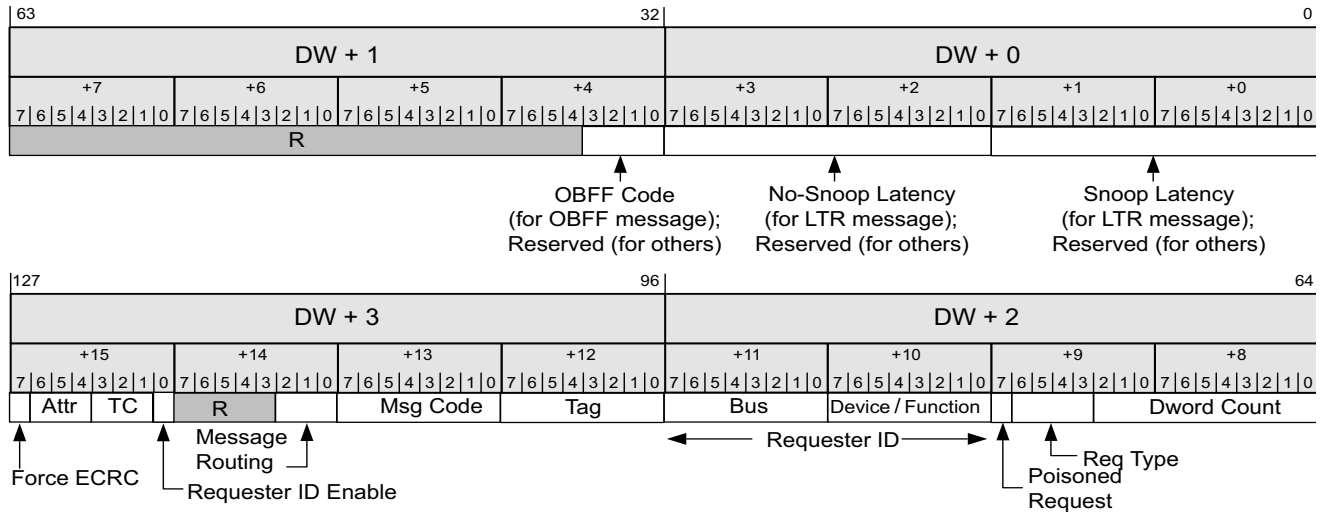 63 32 0
DW + 1 DW + 0
+7 +6 +5 +4 +3 +2 +1 +0
7 6 5 4 3 2 1 0 7 6 5 4 3 2 1 0 7 6 5 4 3 2 1 0 7 6 5 4 3 2 1 0 7 6 5 4 3 2 1 0 7 6 5 4 3 2 1 0 7 6 5 4 3 2 1 0 7 6 5 4 3 2 1 0
R
OBFF Code No-Snoop Latency Snoop Latency
(for OBFF message); (for LTR message); (for LTR message);
Reserved (for others) Reserved (for others) Reserved (for others)
127 96 64
DW + 3 DW + 2
+15 +14 +13 +12 +11 +10 +9 +8
7 6 5 4 3 2 1 0 7 6 5 4 3 2 1 0 7 6 5 4 3 2 1 0 7 6 5 4 3 2 1 0 7 6 5 4 3 2 1 0 7 6 5 4 3 2 1 0 7 6 5 4 3 2 1 0 7 6 5 4 3 2 1 0
Attr TC R Msg Code Tag Bus Device / Function Dword Count
Message Requester ID
Routing Req Type
Force ECRC Poisoned
Requester ID Enable Request